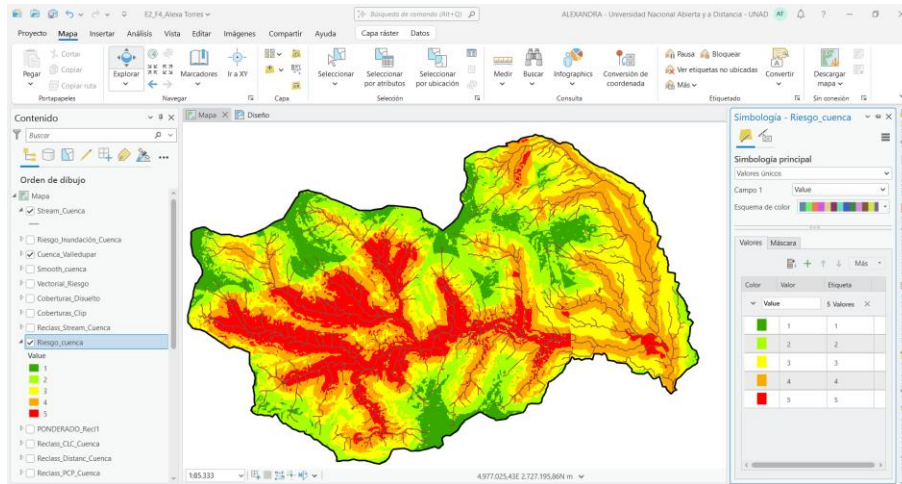 E2_F4_Alexa Torres
Búsqueda de comando (Alt+Q)
ALEXANDRA - Universidad Nacional Abierta y a Distancia - UNAD
AT
?
Proyecto Mapa Insertar Análisis Vista Editar Imágenes Compartir Ayuda Capa ráster Datos
Pegar
Cortar
Copiar
Copiar ruta
Portapapeles
Explorar
Marcadores
Ir a XY
Navegar
Capa
Seleccionar
Seleccionar por atributos
Seleccionar por ubicación
Selección
Medir
Buscar
Infographics
Conversión de coordenada
Consulta
Pausa
Bloquear
Ver etiquetas no ubicadas
Más
Convertir
Etiquetado
Descargar mapa
Sin conexión
Contenido
Buscar
Orden de dibujo
Mapa
Stream_Cuenca
Riesgo_Inundación_Cuenca
Cuenca_Valledupar
Smooth_cuenca
Vectorial_Riesgo
Coberturas_Disuelto
Coberturas_Clip
Reclass_Stream_Cuenca
Riesgo_cuenca
Value
1
2
3
4
5
PONDERADO_Recl1
Reclass_CLC_Cuenca
Reclass_Distanc_Cuenca
Reclass_PCP_Cuenca
Mapa
Diseño
1:85.333
4.977.025,43E 2.727.195,86N m
Simbología - Riesgo_cuenca
Simbología principal
Valores únicos
Campo 1 Value
Esquema de color
Valores Máscara
Más
Color Valor Etiqueta
Value 5 Valores
1 1
2 2
3 3
4 4
5 5